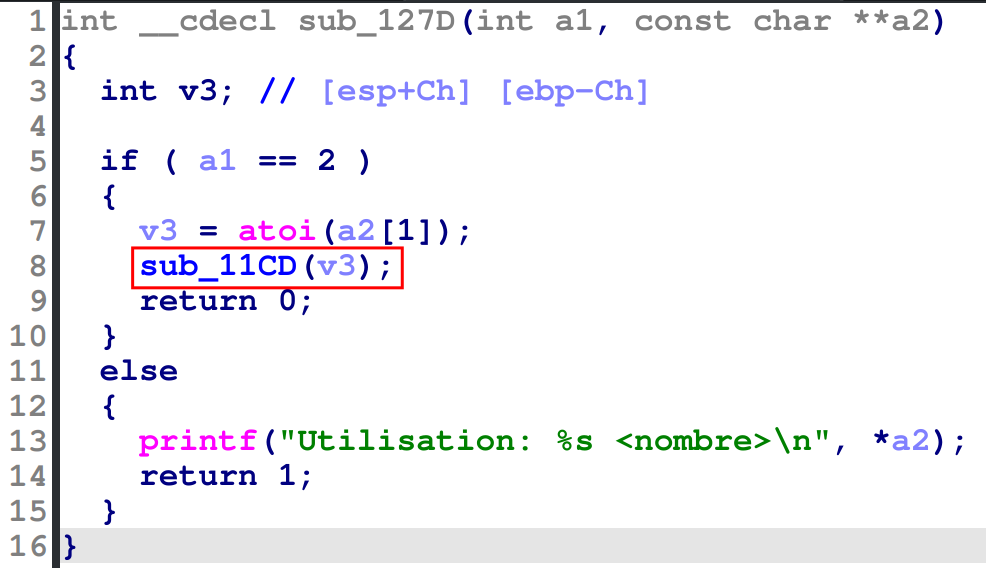 1 int __cdecl sub_127D(int a1, const char **a2)
2 {
3   int v3; // [esp+Ch] [ebp-Ch]
4
5   if ( a1 == 2 )
6   {
7     v3 = atoi(a2[1]);
8     sub_11CD(v3);
9     return 0;
10   }
11   else
12   {
13     printf("Utilisation: %s <nombre>\n", *a2);
14     return 1;
15   }
16 }